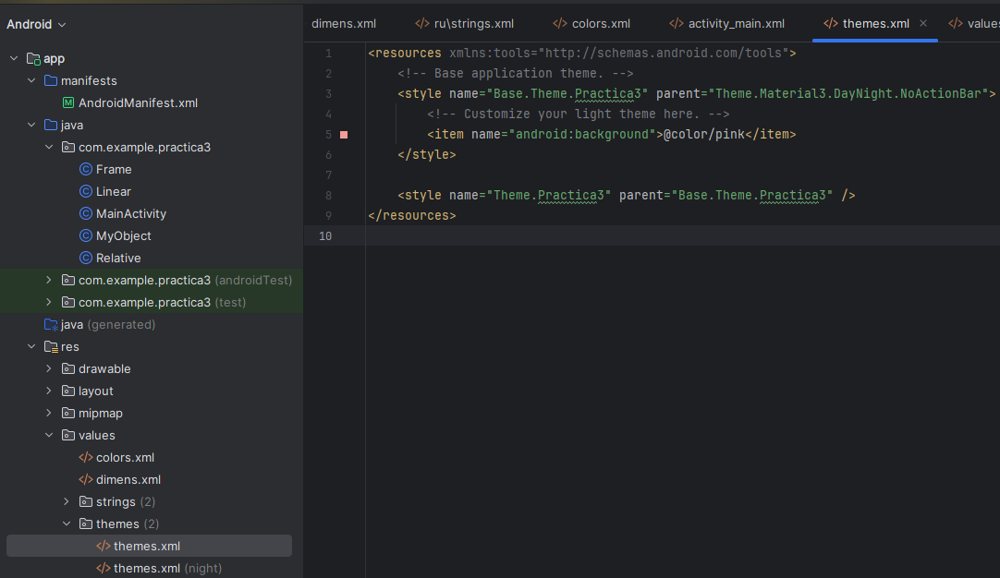 Android
app
manifests
AndroidManifest.xml
java
com.example.practica3
Frame
Linear
MainActivity
MyObject
Relative
com.example.practica3 (androidTest)
com.example.practica3 (test)
java (generated)
res
drawable
layout
mipmap
values
colors.xml
dimens.xml
strings (2)
themes (2)
themes.xml
themes.xml (night)
dimens.xml </> ru\strings.xml </> colors.xml </> activity_main.xml </> themes.xml × </> values
1 <resources xmlns:tools="http://schemas.android.com/tools">
2 <!-- Base application theme. -->
3 <style name="Base.Theme.Practica3" parent="Theme.Material3.DayNight.NoActionBar">
4 <!-- Customize your light theme here. -->
5 <item name="android:background">@color/pink</item>
6 </style>
7
8 <style name="Theme.Practica3" parent="Base.Theme.Practica3" />
9 </resources>
10